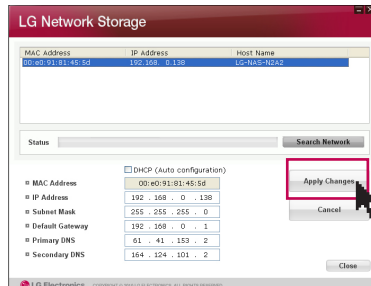 LG Network Storage
MAC Address IP Address Host Name
00:e0:91:81:45:5d 192.168. 0.138 LG-NAS-N2A2
Status Search Network
DHCP (Auto configuration)
MAC Address 00:e0:91:81:45:5d
IP Address 192 . 168 . 0 . 138
Subnet Mask 255 . 255 . 255 . 0
Default Gateway 192 . 168 . 0 . 1
Primary DNS 61 . 41 . 153 . 2
Secondary DNS 164 . 124 . 101 . 2
Apply Changes
Cancel
Close
LG Electronics